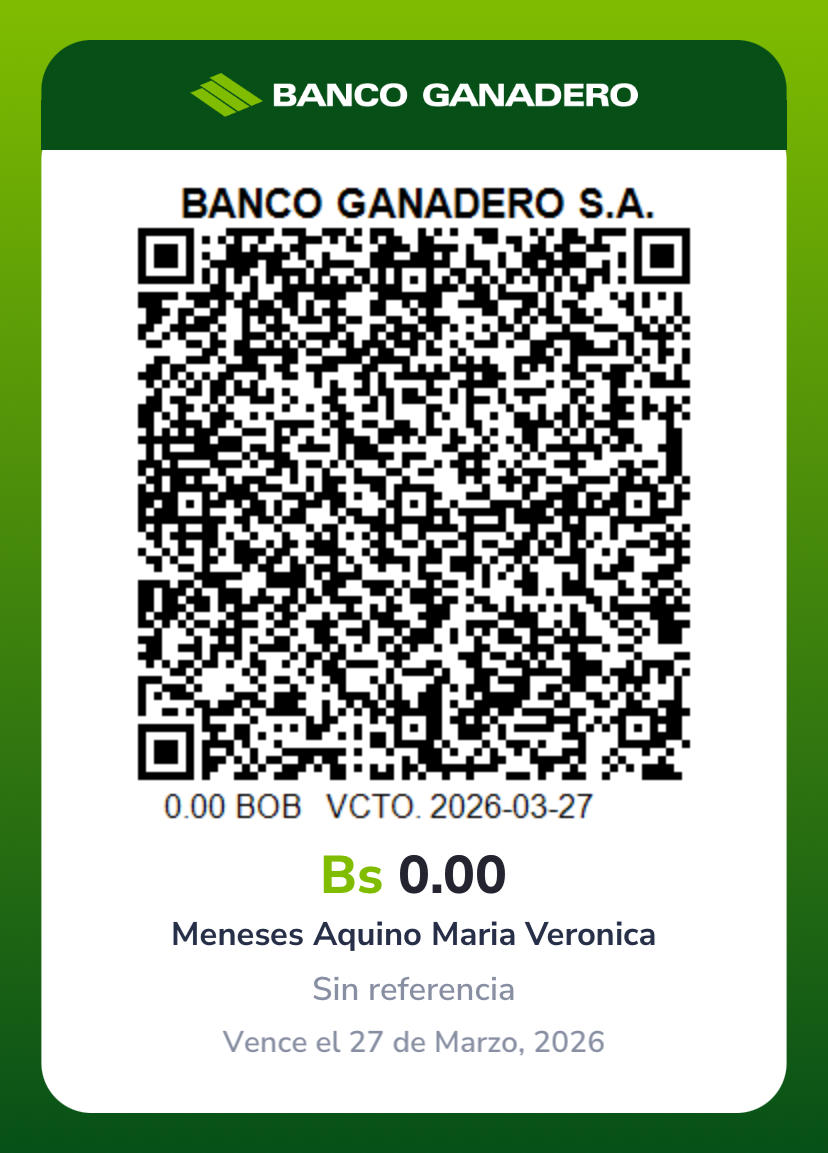 BANCO GANADERO
BANCO GANADERO S.A.
0.00 BOB VCTO. 2026-03-27
Bs 0.00
Meneses Aquino Maria Veronica
Sin referencia
Vence el 27 de Marzo, 2026